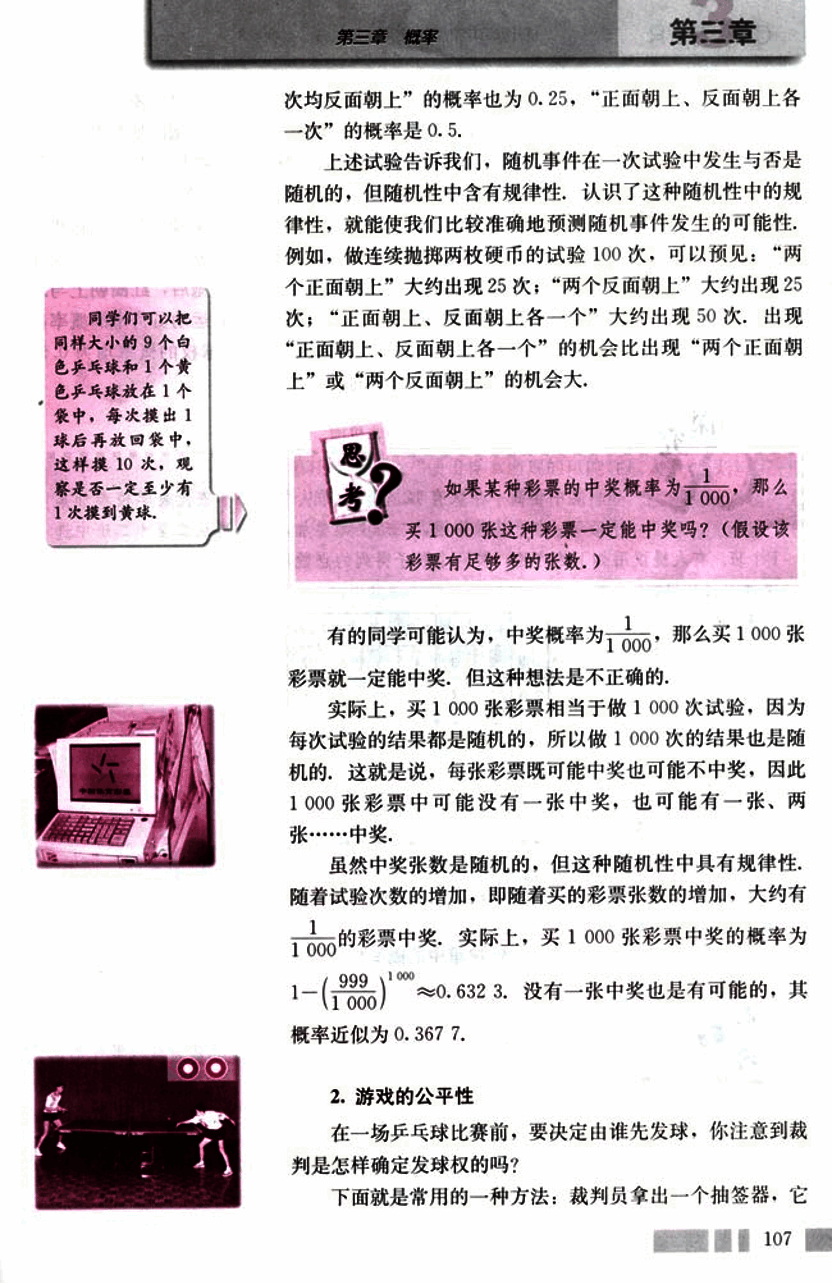 第三章 概率
第三章
次均反面朝上”的概率也为0.25，“正面朝上、反面朝上各
一次”的概率是0.5.
上述试验告诉我们，随机事件在一次试验中发生与否是
随机的，但随机性中含有规律性. 认识了这种随机性中的规
律性，就能使我们比较准确地预测随机事件发生的可能性.
例如，做连续抛掷两枚硬币的试验 100 次，可以预见：“两
个正面朝上”大约出现 25 次；“两个反面朝上”大约出现 25
次；“正面朝上、反面朝上各一个”大约出现 50 次. 出现
“正面朝上、反面朝上各一个”的机会比出现“两个正面朝
上”或“两个反面朝上”的机会大.
同学们可以把
同样大小的 9 个白
色乒乓球和 1 个黄
色乒乓球放在 1 个
袋中，每次摸出 1
球后再放回袋中，
这样摸 10 次，观
察是否一定至少有
1 次摸到黄球.
思
考
?
如果某种彩票的中奖概率为1/1 000，那么
买 1 000 张这种彩票一定能中奖吗？（假设该
彩票有足够多的张数.）
有的同学可能认为，中奖概率为1/1 000，那么买 1 000 张
彩票就一定能中奖. 但这种想法是不正确的.
实际上，买 1 000 张彩票相当于做 1 000 次试验，因为
每次试验的结果都是随机的，所以做 1 000 次的结果也是随
机的. 这就是说，每张彩票既可能中奖也可能不中奖，因此
1 000 张彩票中可能没有一张中奖，也可能有一张、两
张……中奖.
虽然中奖张数是随机的，但这种随机性中具有规律性.
随着试验次数的增加，即随着买的彩票张数的增加，大约有
1/1 000的彩票中奖. 实际上，买 1 000 张彩票中奖的概率为
1－(999/1 000)^1 000≈0.632 3. 没有一张中奖也是有可能的，其
概率近似为 0.367 7.
2. 游戏的公平性
在一场乒乓球比赛前，要决定由谁先发球，你注意到裁
判是怎样确定发球权的吗？
下面就是常用的一种方法：裁判员拿出一个抽签器，它
107